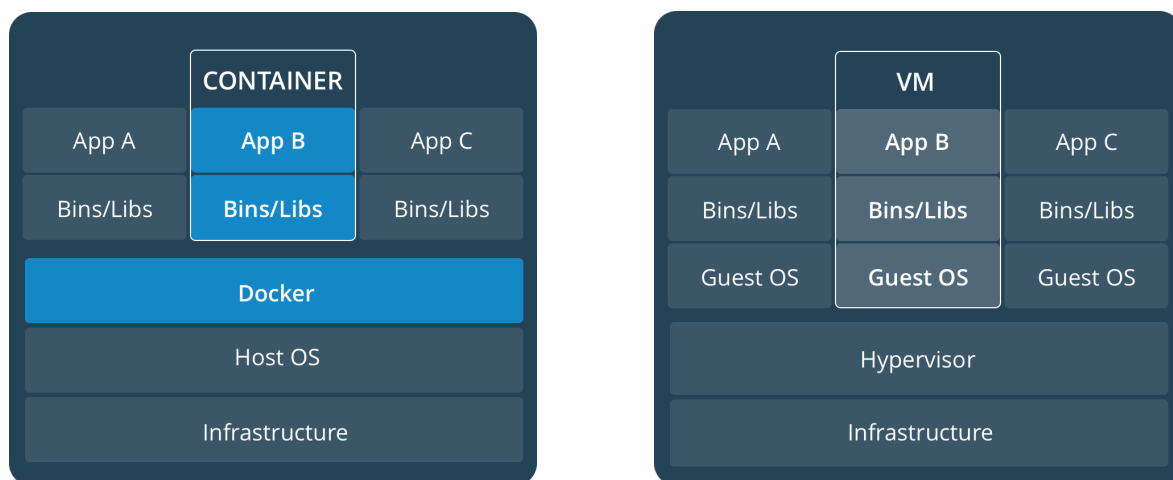 CONTAINER
App A
App B
App C
Bins/Libs
Bins/Libs
Bins/Libs
Docker
Host OS
Infrastructure
VM
App A
App B
App C
Bins/Libs
Bins/Libs
Bins/Libs
Guest OS
Guest OS
Guest OS
Hypervisor
Infrastructure